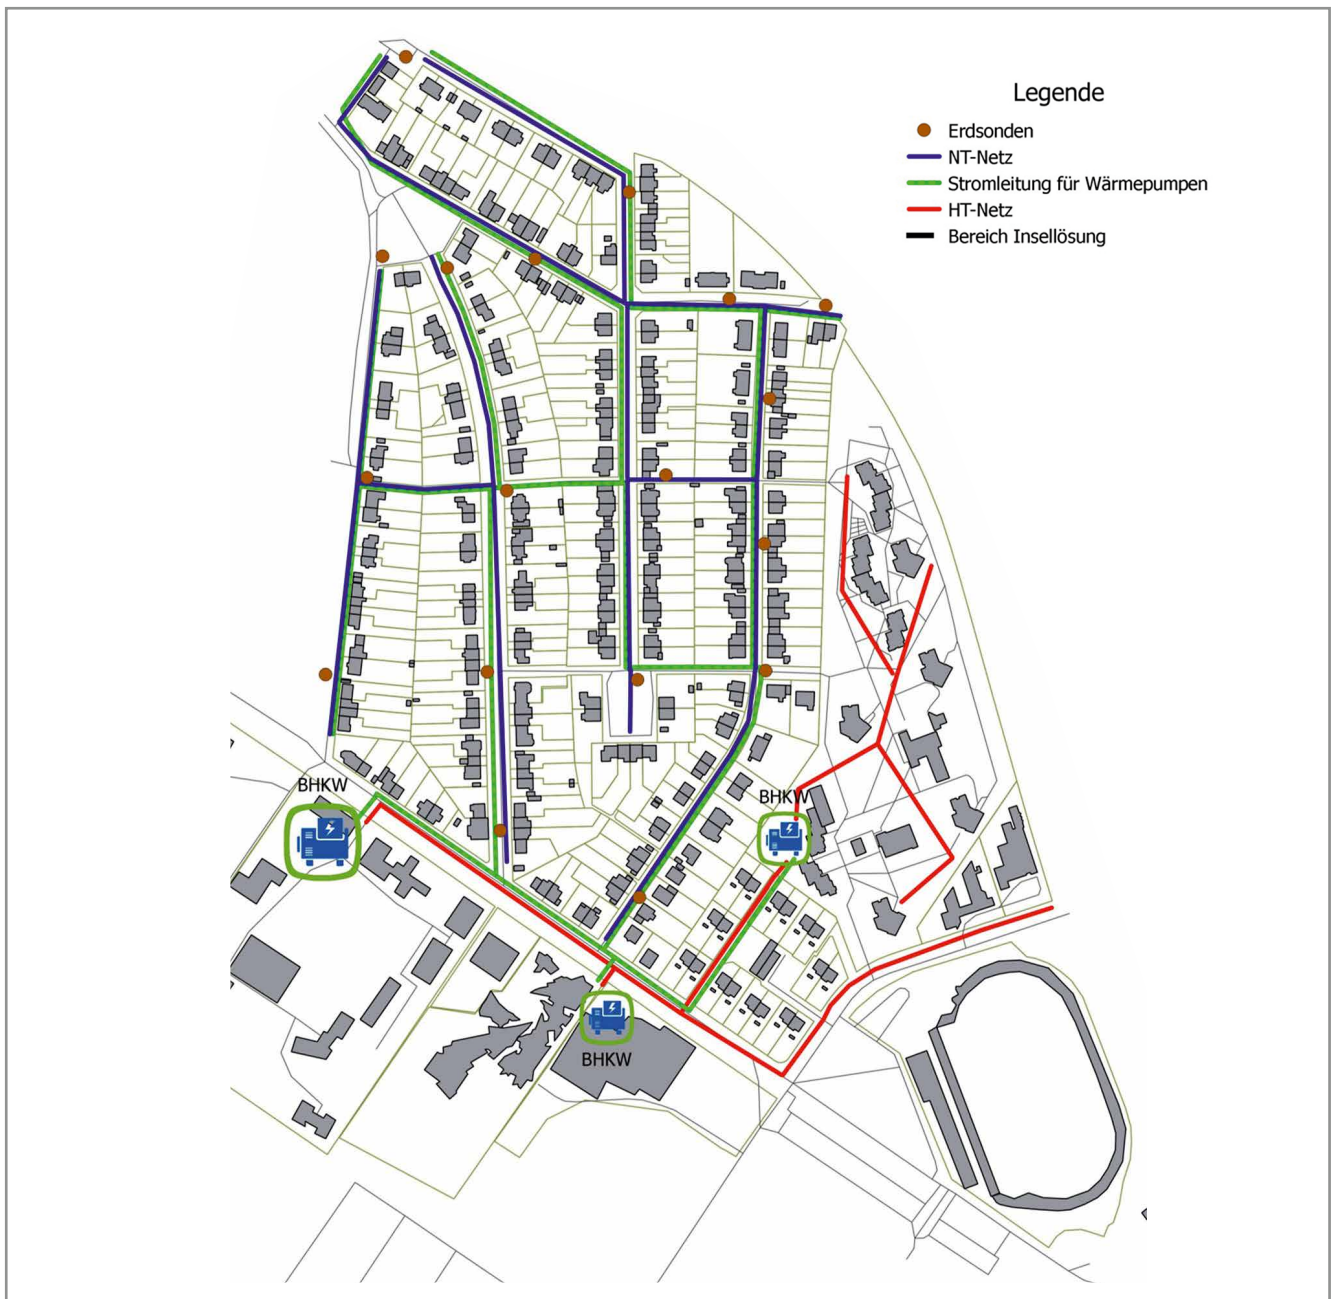 Legende
Erdsonden
NT-Netz
Stromleitung für Wärmepumpen
HT-Netz
Bereich Insellösung
BHKW
BHKW
BHKW